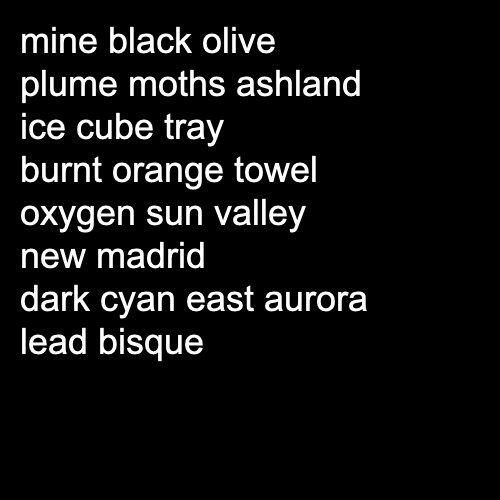 mine black olive
plume moths ashland
ice cube tray
burnt orange towel
oxygen sun valley
new madrid
dark cyan east aurora
lead bisque